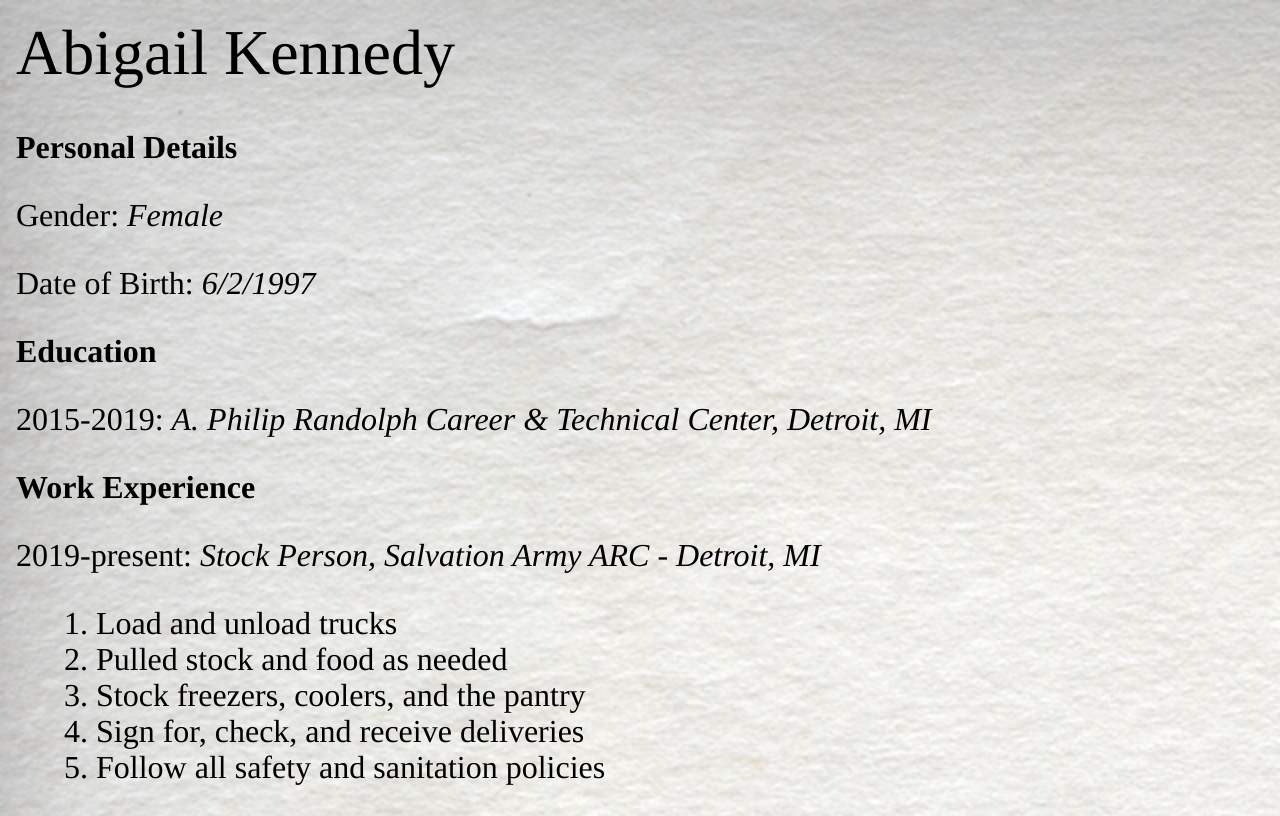 Abigail Kennedy
Personal Details
Gender: Female
Date of Birth: 6/2/1997
Education
2015-2019: A. Philip Randolph Career & Technical Center, Detroit, MI
Work Experience
2019-present: Stock Person, Salvation Army ARC - Detroit, MI
1. Load and unload trucks
2. Pulled stock and food as needed
3. Stock freezers, coolers, and the pantry
4. Sign for, check, and receive deliveries
5. Follow all safety and sanitation policies